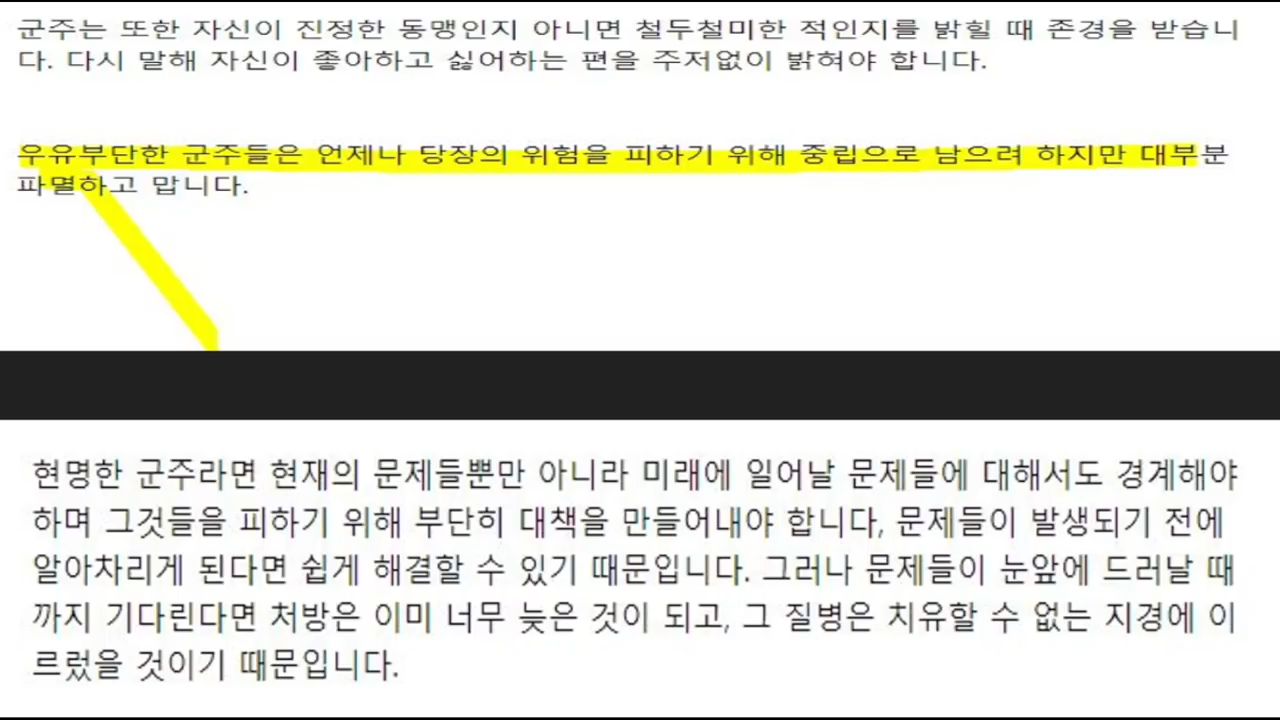 군주는 또한 자신이 진정한 동맹인지 아니면 철두철미한 적인지를 밝힐 때 존경을 받습니
다. 다시 말해 자신이 좋아하고 싫어하는 편을 주저없이 밝혀야 합니다.
우유부단한 군주들은 언제나 당장의 위험을 피하기 위해 중립으로 남으려 하지만 대부분
파멸하고 맙니다.
현명한 군주라면 현재의 문제들뿐만 아니라 미래에 일어날 문제들에 대해서도 경계해야
하며 그것들을 피하기 위해 부단히 대책을 만들어내야 합니다, 문제들이 발생되기 전에
알아차리게 된다면 쉽게 해결할 수 있기 때문입니다. 그러나 문제들이 눈앞에 드러날 때
까지 기다린다면 처방은 이미 너무 늦은 것이 되고, 그 질병은 치유할 수 없는 지경에 이
르렀을 것이기 때문입니다.